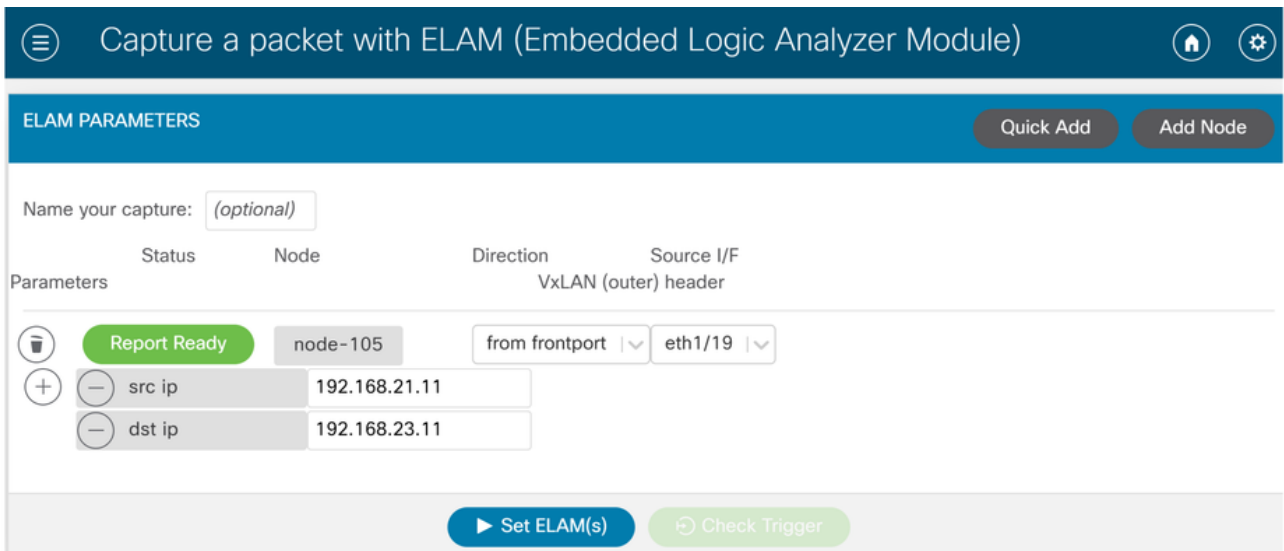 Capture a packet with ELAM (Embedded Logic Analyzer Module)
ELAM PARAMETERS
Quick Add
Add Node
Name your capture: (optional)
Status Node Direction Source I/F
Parameters VxLAN (outer) header
Report Ready node-105 from frontport eth1/19
src ip 192.168.21.11
dst ip 192.168.23.11
Set ELAM(s) Check Trigger